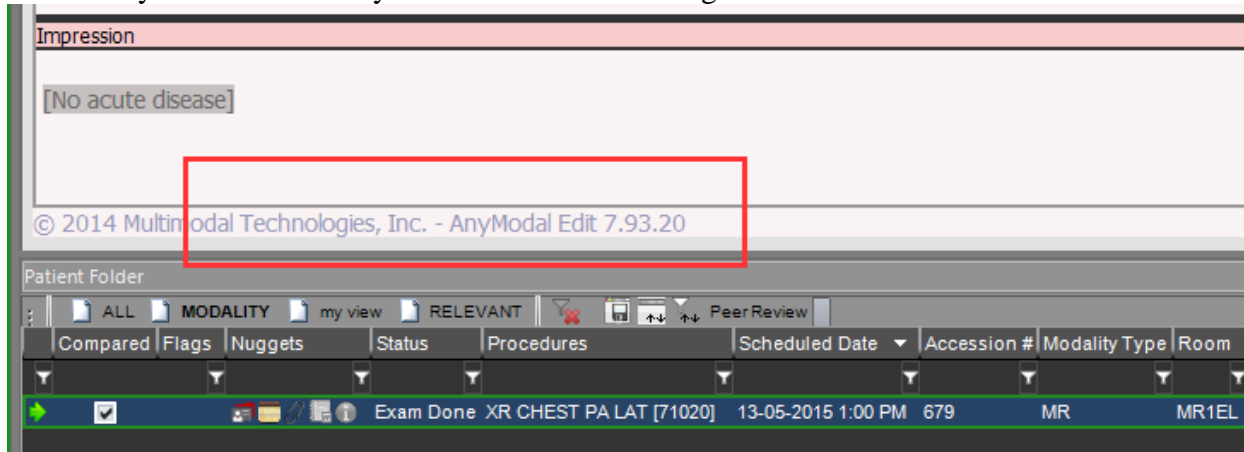 Impression
[No acute disease]
© 2014 Multimodal Technologies, Inc. - AnyModal Edit 7.93.20
Patient Folder
ALL MODALITY my view RELEVANT Peer Review
Compared Flags Nuggets Status Procedures Scheduled Date Accession # Modality Type Room
Exam Done XR CHEST PA LAT [71020] 13-05-2015 1:00 PM 679 MR MR1EL